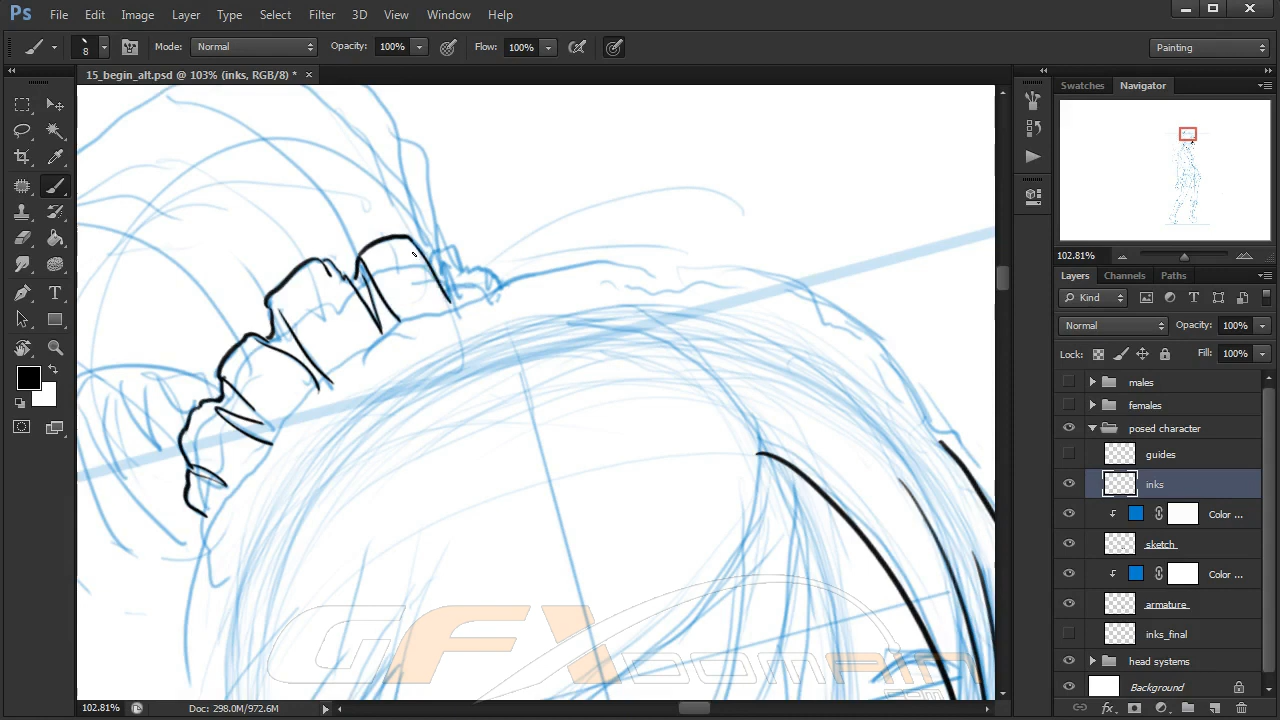 Ps File Edit Image Layer Type Select Filter 3D View Window Help
8 Mode: Normal Opacity: 100% Flow: 100% Painting
15_begin_alt.psd @ 103% (inks, RGB/8) *
Swatches Navigator
102.81%
Layers Channels Paths
Kind
Normal Opacity: 100%
Lock: Fill: 100%
males
females
posed character
guides
inks
Color ...
sketch
Color ...
armature
inks_final
head systems
Background
GFXDomain
.com
102.81% Doc: 298.0M/972.6M
fx